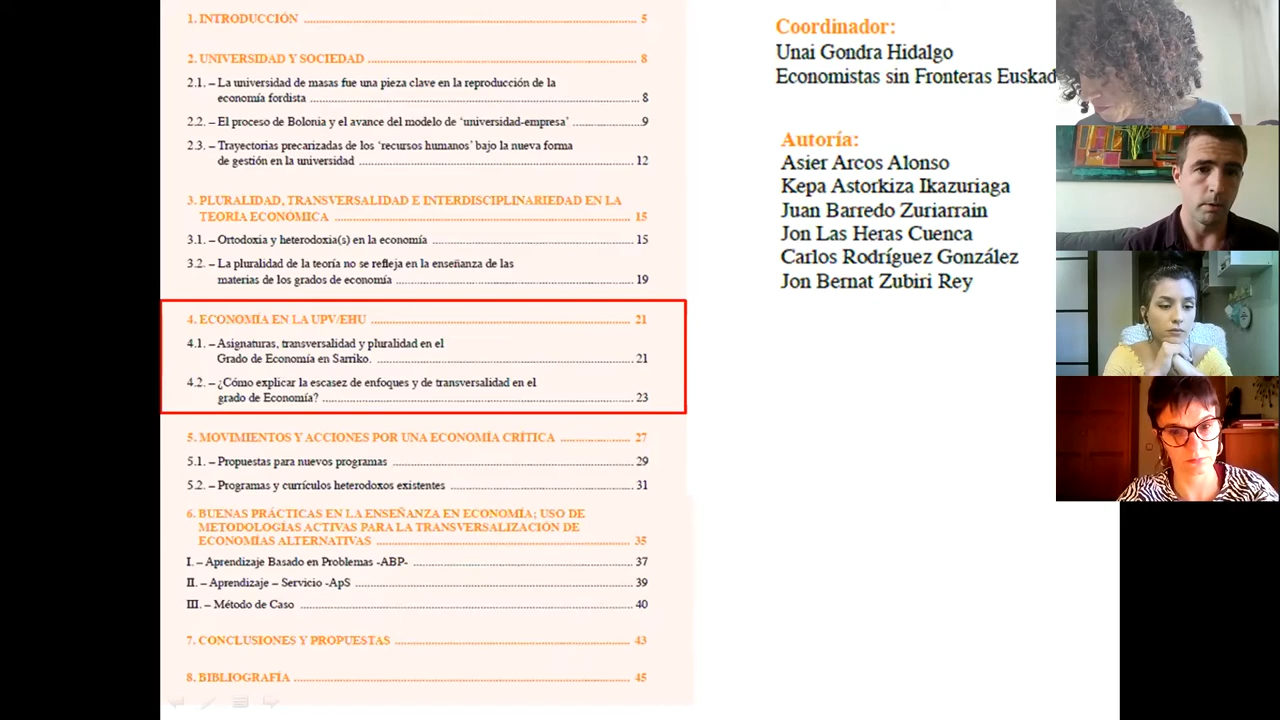 1. INTRODUCCIÓN ........ 5
2. UNIVERSIDAD Y SOCIEDAD ........ 8
2.1. – La universidad de masas fue una pieza clave en la reproducción de la
economía fordista ........ 8
2.2. – El proceso de Bolonia y el avance del modelo de ‘universidad-empresa’ ........ 9
2.3. – Trayectorias precarizadas de los ‘recursos humanos’ bajo la nueva forma
de gestión en la universidad ........ 12
3. PLURALIDAD, TRANSVERSALIDAD E INTERDISCIPLINARIEDAD EN LA
TEORÍA ECONÓMICA ........ 15
3.1. – Ortodoxia y heterodoxia(s) en la economía ........ 15
3.2. – La pluralidad de la teoría no se refleja en la enseñanza de las
materias de los grados de economía ........ 19
4. ECONOMÍA EN LA UPV/EHU ........ 21
4.1. – Asignaturas, transversalidad y pluralidad en el
Grado de Economía en Sarriko. ........ 21
4.2. – ¿Cómo explicar la escasez de enfoques y de transversalidad en el
grado de Economía? ........ 23
5. MOVIMIENTOS Y ACCIONES POR UNA ECONOMÍA CRÍTICA ........ 27
5.1. – Propuestas para nuevos programas ........ 29
5.2. – Programas y currículos heterodoxos existentes ........ 31
6. BUENAS PRÁCTICAS EN LA ENSEÑANZA EN ECONOMÍA; USO DE
METODOLOGÍAS ACTIVAS PARA LA TRANSVERSALIZACIÓN DE
ECONOMÍAS ALTERNATIVAS ........ 35
I. – Aprendizaje Basado en Problemas -ABP- ........ 37
II. – Aprendizaje – Servicio -ApS ........ 39
III. – Método de Caso ........ 40
7. CONCLUSIONES Y PROPUESTAS ........ 43
8. BIBLIOGRAFÍA ........ 45
Coordinador:
Unai Gondra Hidalgo
Economistas sin Fronteras Euskad
Autoría:
Asier Arcos Alonso
Kepa Astorkiza Ikazuriaga
Juan Barredo Zuriarrain
Jon Las Heras Cuenca
Carlos Rodríguez González
Jon Bernat Zubiri Rey